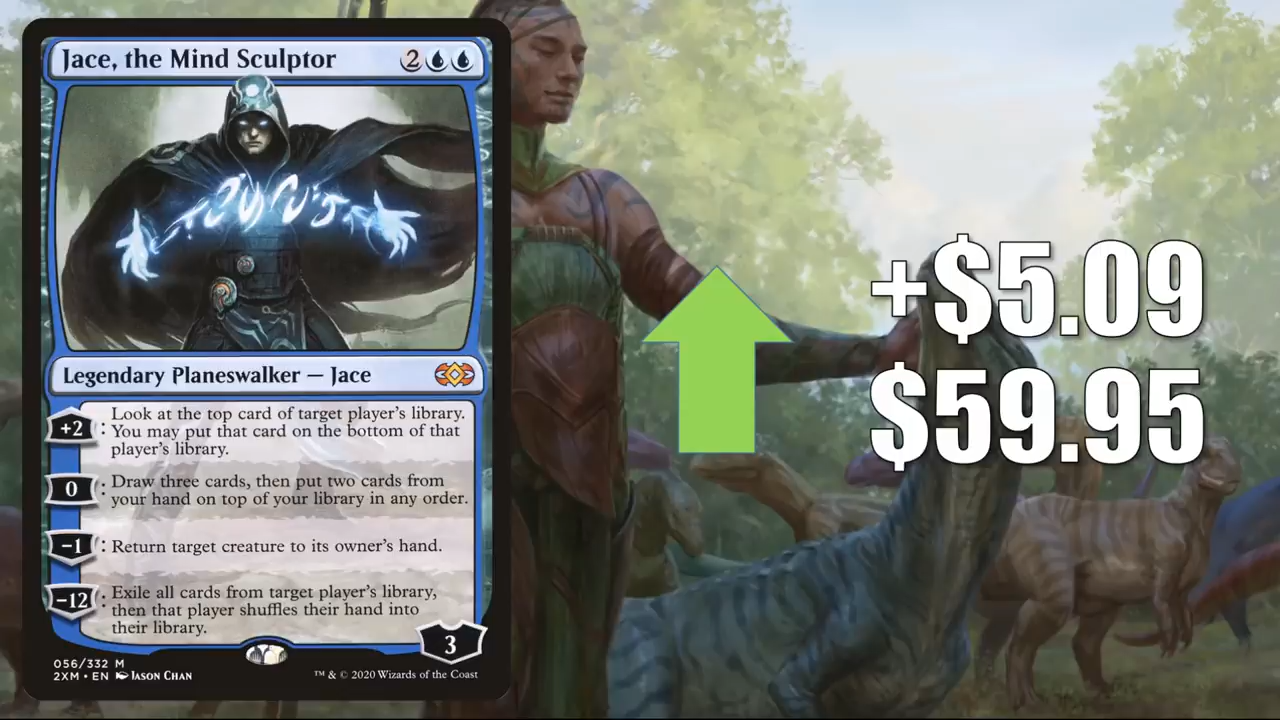 Jace, the Mind Sculptor 2
Legendary Planeswalker — Jace
+2 : Look at the top card of target player's library.
You may put that card on the bottom of that
player's library.
0 : Draw three cards, then put two cards from
your hand on top of your library in any order.
−1 : Return target creature to its owner's hand.
−12 : Exile all cards from target player's library,
then that player shuffles their hand into
their library.
3
056/332 M
2XM • EN Jason Chan
™ & © 2020 Wizards of the Coast
+$5.09
$59.95